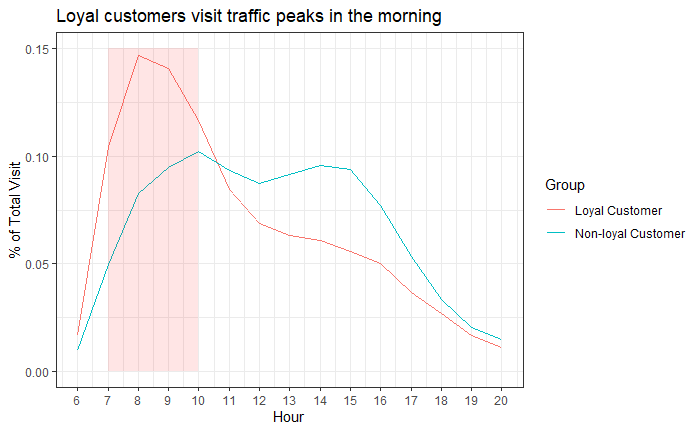 Loyal customers visit traffic peaks in the morning
0.15
0.10
0.05
0.00
% of Total Visit
6 7 8 9 10 11 12 13 14 15 16 17 18 19 20
Hour
Group
Loyal Customer
Non-loyal Customer